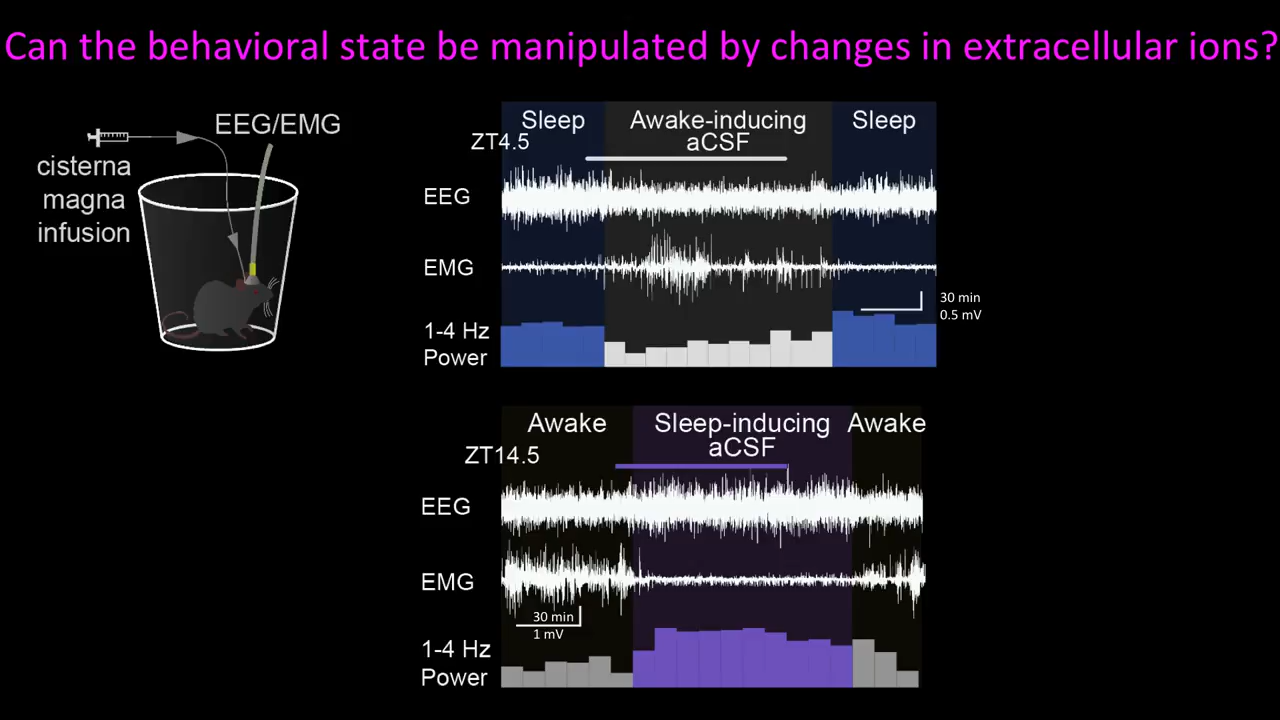 Can the behavioral state be manipulated by changes in extracellular ions?
EEG/EMG
cisterna
magna
infusion
Sleep
Awake-inducing
aCSF
Sleep
ZT4.5
EEG
EMG
30 min
0.5 mV
1-4 Hz
Power
Awake
Sleep-inducing
aCSF
Awake
ZT14.5
EEG
EMG
30 min
1 mV
1-4 Hz
Power